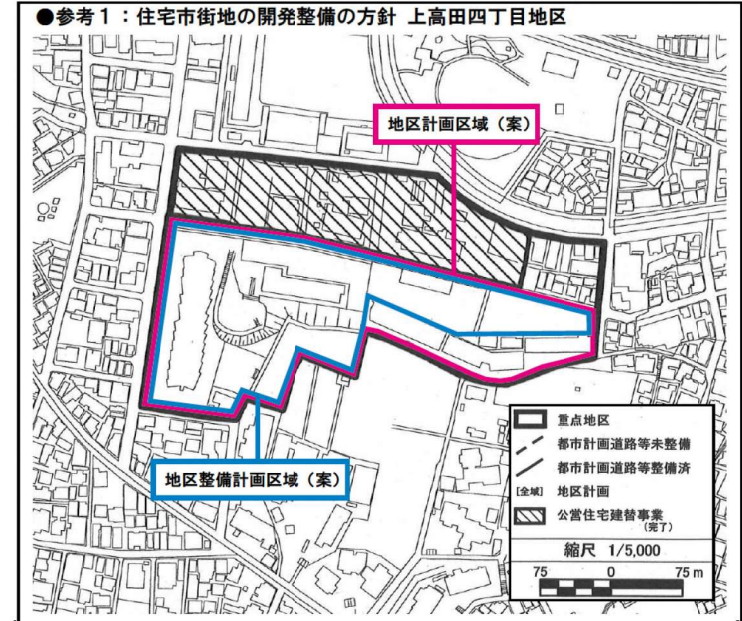 ●参考1：住宅市街地の開発整備の方針 上高田四丁目地区
地区計画区域（案）
地区整備計画区域（案）
重点地区
都市計画道路等未整備
都市計画道路等整備済
[全域] 地区計画
公営住宅建替事業
(完了)
縮尺 1/5,000
75 0 75m